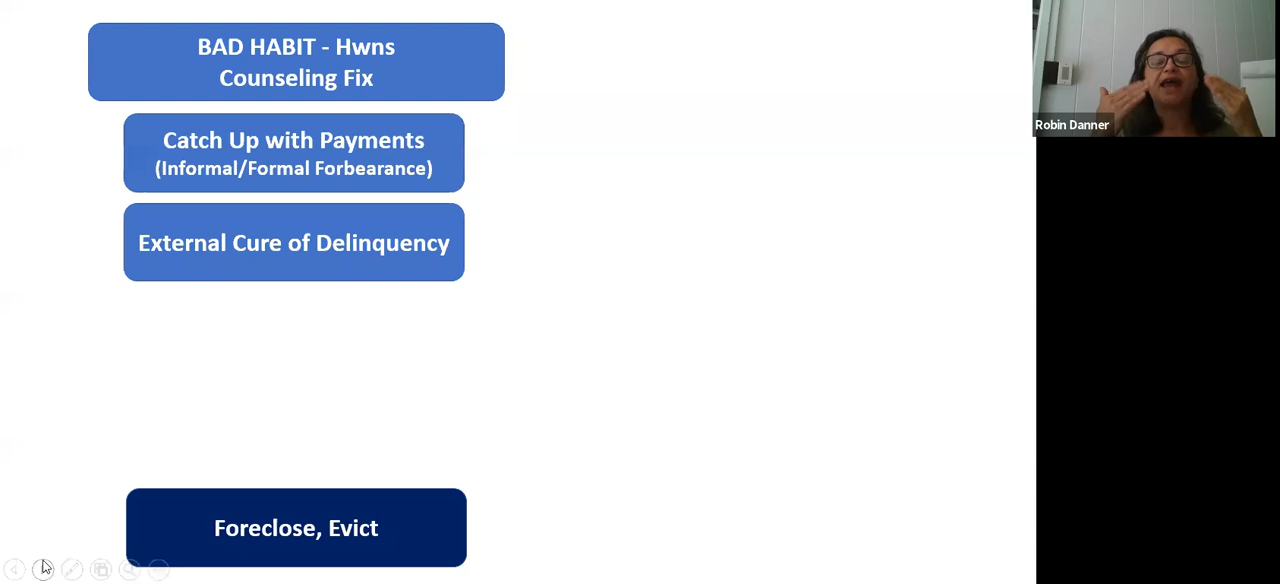 BAD HABIT - Hwns
Counseling Fix
Catch Up with Payments
(Informal/Formal Forbearance)
External Cure of Delinquency
Foreclose, Evict
Robin Danner